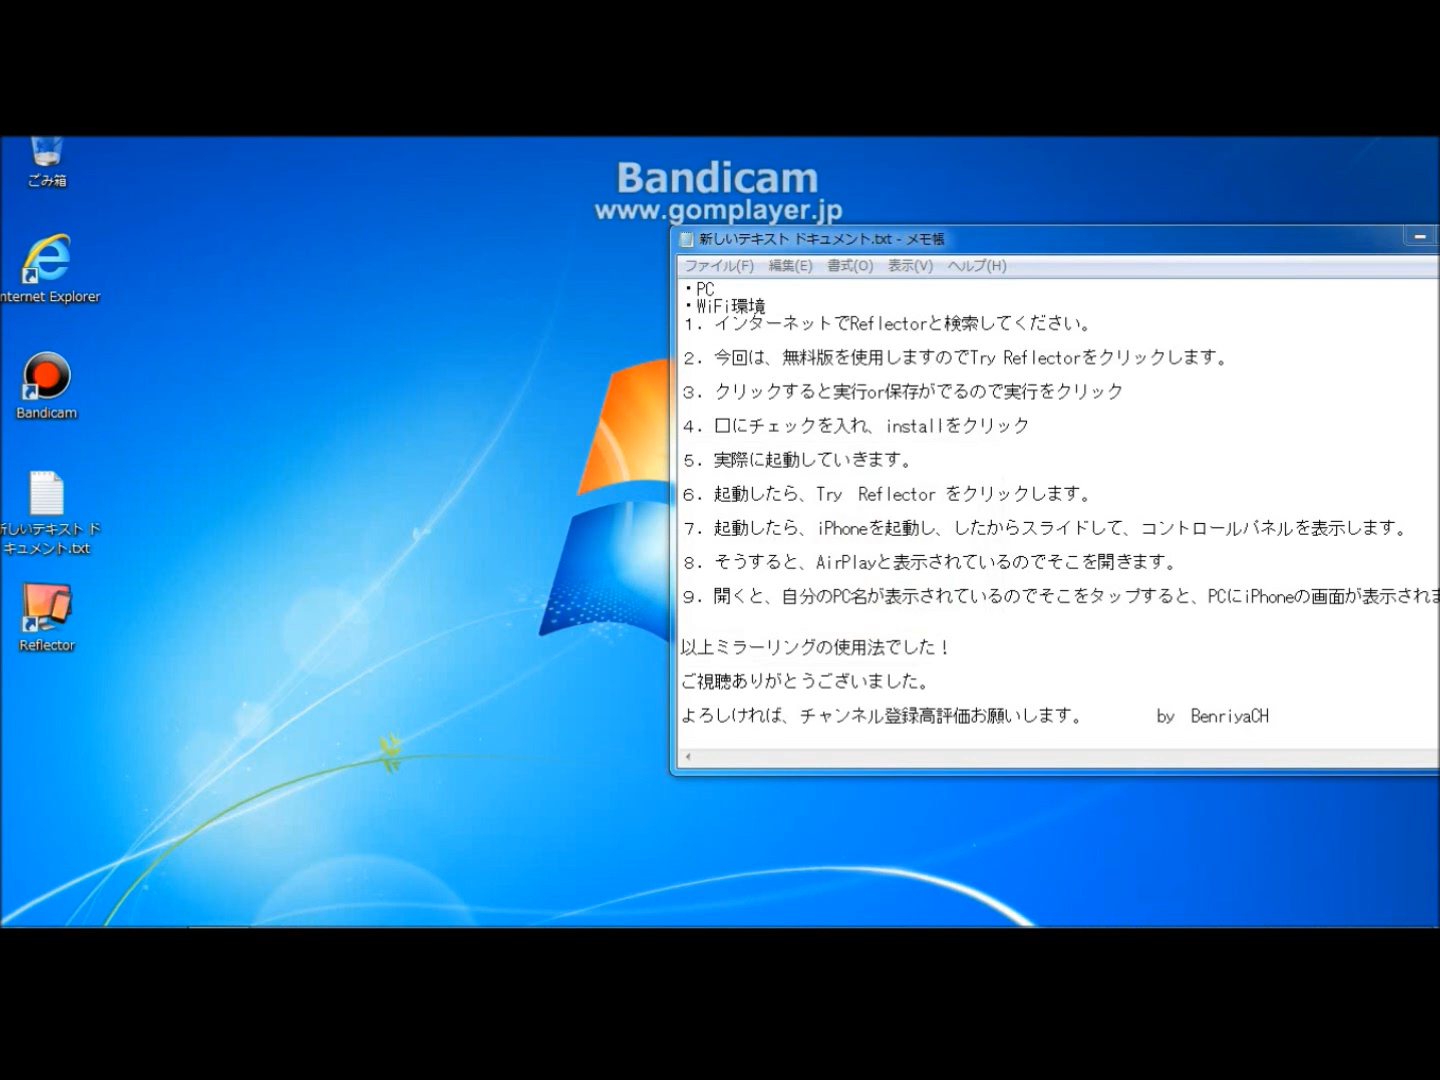 ごみ箱
nternet Explorer
Bandicam
新しいテキスト ド
キュメント.txt
Reflector
Bandicam
www.gomplayer.jp
新しいテキスト ドキュメント.txt - メモ帳
ファイル(F) 編集(E) 書式(O) 表示(V) ヘルプ(H)
・PC
・WiFi環境
1. インターネットでReflectorと検索してください。
2. 今回は、無料版を使用しますのでTry Reflectorをクリックします。
3. クリックすると実行or保存がでるので実行をクリック
4. 口にチェックを入れ、installをクリック
5. 実際に起動していきます。
6. 起動したら、Try Reflector をクリックします。
7. 起動したら、iPhoneを起動し、したからスライドして、コントロールパネルを表示します。
8. そうすると、AirPlayと表示されているのでそこを開きます。
9. 開くと、自分のPC名が表示されているのでそこをタップすると、PCにiPhoneの画面が表示されま
以上ミラーリングの使用法でした！
ご視聴ありがとうございました。
よろしければ、チャンネル登録高評価お願いします。 by BenriyaCH